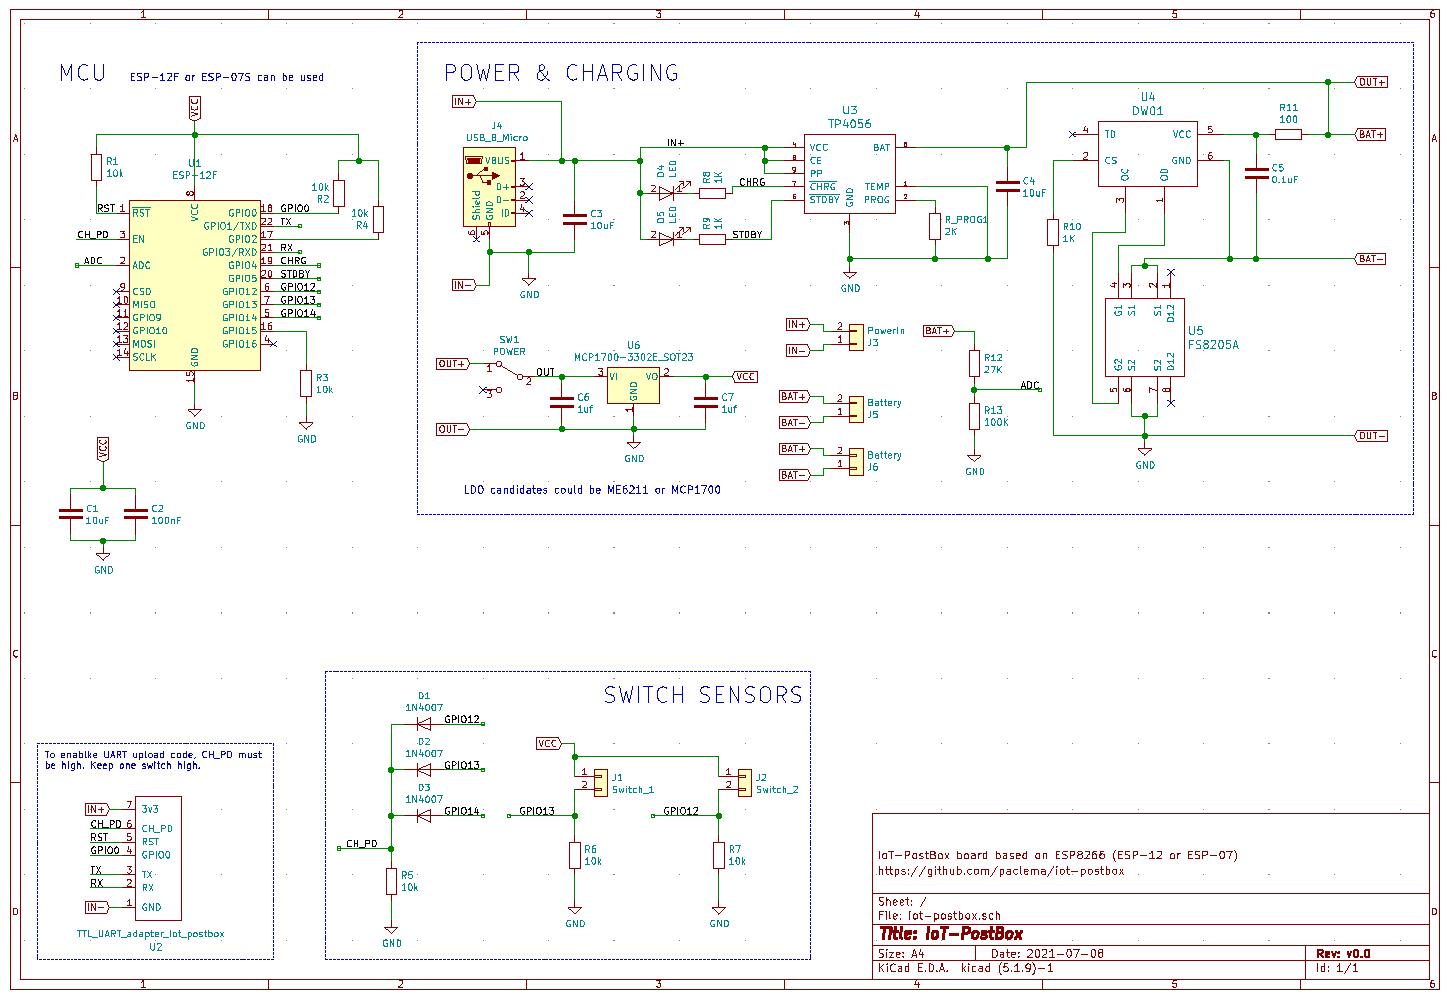 1 2 3 4 5 6
A
B
C
D
MCU ESP-12F or ESP-07S can be used
VCC
R1
10k
U1
ESP-12F
10k
R2
10k
R4
8
VCC
RST 1 RST
CH_PD 3 EN
ADC 2 ADC
9 CSD
10 MISO
11 GPIO9
12 GPIO10
13 MOSI
14 SCLK
GPIO0 18 GPIO0
GPIO1/TXD 22 TX
GPIO2 17
GPIO3/RXD 21 RX
GPIO4 19 CHRG
GPIO5 20 STDBY
GPIO12 6 GPIO12
GPIO13 7 GPIO13
GPIO14 5 GPIO14
GPIO15 16
GPIO16 4
GND
15
GND
R3
10k
GND
VCC
C1
10uF
C2
100nF
GND
POWER & CHARGING
IN+
J4
USB_B_Micro
VBUS 1
D+ 3
D- 2
ID 4
Shield
GND
6 5
IN-
GND
C3
10uF
IN+
D4
LED
2 1
R8
1K
CHRG
D5
LED
2 1
R9
1K
STDBY
U3
TP4056
4 VCC
8 CE
9 PP
7 CHRG
6 STDBY
BAT
TEMP 1
PROG 2
GND
3
GND
R_PROG1
2K
C4
10uF
U4
DW01
4 TD
2 CS
VCC 5
GND 6
OC
OD
3 1
R11
100
C5
0.1uF
OUT+
BAT+
BAT-
OUT-
R10
1K
4 3 2 1
G1 S1 S1 D12
G2 S2 S2 D12
5 6 7 8
U5
FS8205A
GND
SW1
POWER
OUT+
1
2
3
OUT
U6
MCP1700-3302E_SOT23
3 VI
VO 2
GND
1
VCC
C6
1uf
C7
1uf
OUT-
GND
LDO candidates could be ME6211 or MCP1700
IN+ 2 PowerIn
IN- 1 J3
BAT+ 2 Battery
BAT- 1 J5
BAT+ 2 Battery
BAT- 1 J6
BAT+
R12
27K
ADC
R13
100K
GND
SWITCH SENSORS
D1
1N4007
GPIO12
D2
1N4007
GPIO13
D3
1N4007
GPIO14
CH_PD
R5
10k
GND
VCC
1 J1
2 Switch_1
GPIO13
R6
10k
GND
1 J2
2 Switch_2
GPIO12
R7
10k
GND
To enablke UART upload code, CH_PD must
be high. Keep one switch high.
IN+ 7 3v3
CH_PD 6 CH_PD
RST 5 RST
GPIO0 4 GPIO0
TX 3 TX
RX 2 RX
IN- 1 GND
TTL_UART_adapter_iot_postbox
U2
IoT-PostBox board based on ESP8266 (ESP-12 or ESP-07)
https://github.com/paclema/iot-postbox
Sheet: /
File: iot-postbox.sch
Title: IoT-PostBox
Size: A4 Date: 2021-07-08 Rev: v0.0
KiCad E.D.A. kicad (5.1.9)-1 Id: 1/1
1 2 3 4 5 6
A
B
C
D